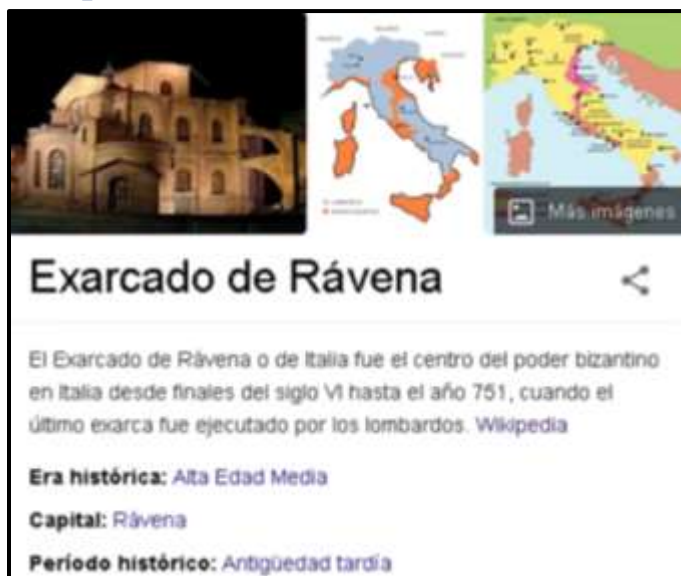 Más imágenes
Exarcado de Rávena
El Exarcado de Rávena o de Italia fue el centro del poder bizantino
en Italia desde finales del siglo VI hasta el año 751, cuando el
último exarca fue ejecutado por los lombardos. Wikipedia
Era histórica: Alta Edad Media
Capital: Rávena
Período histórico: Antigüedad tardía